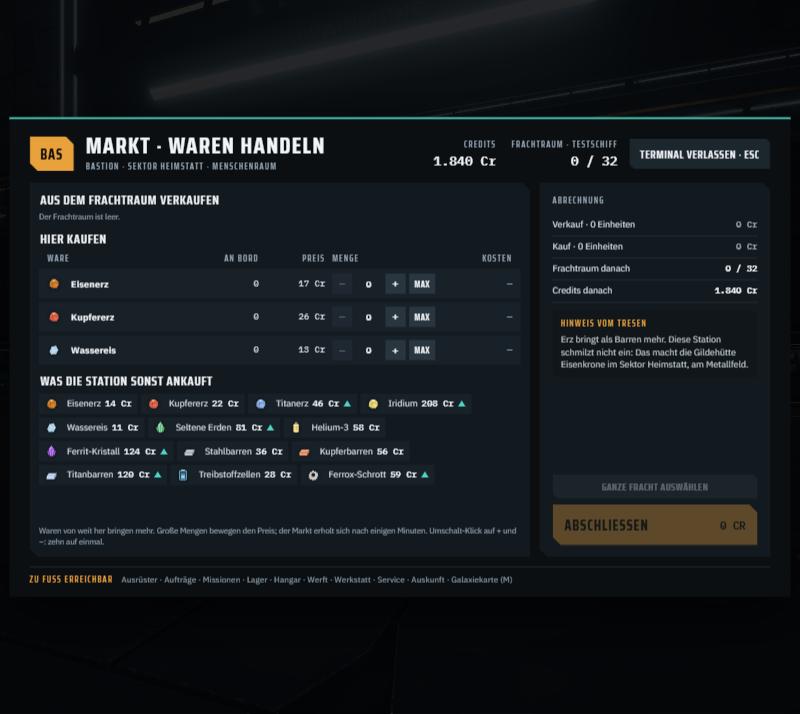 BAS
MARKT · WAREN HANDELN
BASTION · SEKTOR HEIMSTATT · MENSCHENRAUM
CREDITS
1.840 Cr
FRACHTRAUM · TESTSCHIFF
0 / 32
TERMINAL VERLASSEN · ESC
AUS DEM FRACHTRAUM VERKAUFEN
Der Frachtraum ist leer.
HIER KAUFEN
WARE AN BORD PREIS MENGE KOSTEN
Eisenerz 0 17 Cr − 0 + MAX –
Kupfererz 0 26 Cr − 0 + MAX –
Wassereis 0 13 Cr − 0 + MAX –
WAS DIE STATION SONST ANKAUFT
Eisenerz 14 Cr Kupfererz 22 Cr Titanerz 46 Cr ▲ Iridium 208 Cr ▲
Wassereis 11 Cr Seltene Erden 81 Cr ▲ Helium-3 58 Cr
Ferrit-Kristall 124 Cr ▲ Stahlbarren 36 Cr Kupferbarren 56 Cr
Titanbarren 120 Cr ▲ Treibstoffzellen 28 Cr Ferrox-Schrott 59 Cr ▲
Waren von weit her bringen mehr. Große Mengen bewegen den Preis; der Markt erholt sich nach einigen Minuten. Umschalt-Klick auf + und
−: zehn auf einmal.
ABRECHNUNG
Verkauf · 0 Einheiten 0 Cr
Kauf · 0 Einheiten 0 Cr
Frachtraum danach 0 / 32
Credits danach 1.840 Cr
HINWEIS VOM TRESEN
Erz bringt als Barren mehr. Diese Station
schmilzt nicht ein: Das macht die Gildehütte
Eisenkrone im Sektor Heimstatt, am Metallfeld.
GANZE FRACHT AUSWÄHLEN
ABSCHLIESSEN 0 CR
ZU FUSS ERREICHBAR Ausrüster · Aufträge · Missionen · Lager · Hangar · Werft · Werkstatt · Service · Auskunft · Galaxiekarte (M)